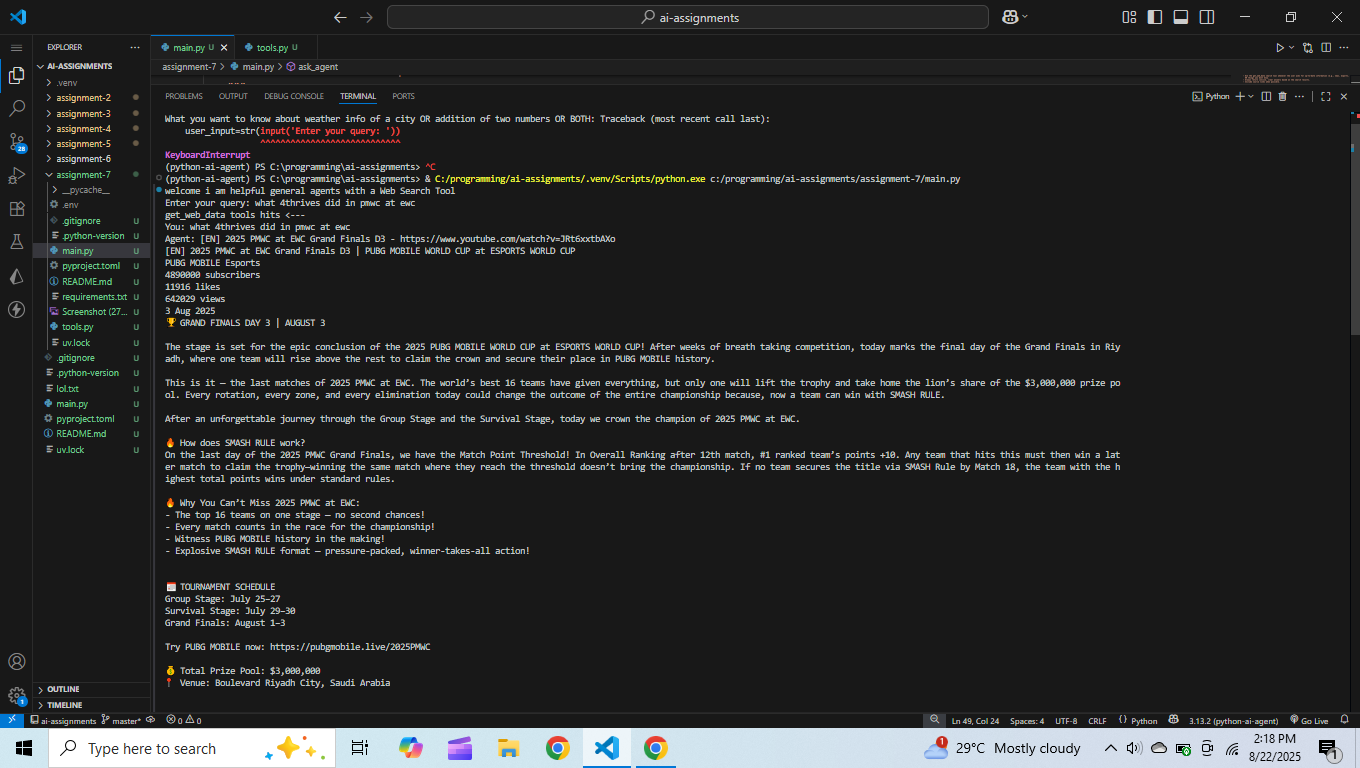 ai-assignments
EXPLORER
AI-ASSIGNMENTS
.venv
assignment-2
assignment-3
assignment-4
assignment-5
assignment-6
assignment-7
__pycache__
.env
.gitignore U
.python-version U
main.py U
pyproject.toml U
README.md U
requirements.txt U
Screenshot (27... U
tools.py U
uv.lock U
.gitignore U
.python-version U
lol.txt U
main.py U
pyproject.toml U
README.md U
uv.lock U
OUTLINE
TIMELINE
main.py U
tools.py U
assignment-7 > main.py > ask_agent
PROBLEMS OUTPUT DEBUG CONSOLE TERMINAL PORTS
Python
What you want to know about weather info of a city OR addition of two numbers OR BOTH: Traceback (most recent call last):
user_input=str(input('Enter your query: '))
^^^^^^^^^^^^^^^^^^^^^^^^^^^^
KeyboardInterrupt
(python-ai-agent) PS C:\programming\ai-assignments> ^C
(python-ai-agent) PS C:\programming\ai-assignments> & C:/programming/ai-assignments/.venv/Scripts/python.exe c:/programming/ai-assignments/assignment-7/main.py
welcome i am helpful general agents with a Web Search Tool
Enter your query: what 4thrives did in pmwc at ewc
get_web_data tools hits <---
You: what 4thrives did in pmwc at ewc
Agent: [EN] 2025 PMWC at EWC Grand Finals D3 - https://www.youtube.com/watch?v=JRt6xxtbAXo
[EN] 2025 PMWC at EWC Grand Finals D3 | PUBG MOBILE WORLD CUP at ESPORTS WORLD CUP
PUBG MOBILE Esports
4890000 subscribers
11916 likes
642029 views
3 Aug 2025
🏆 GRAND FINALS DAY 3 | AUGUST 3
The stage is set for the epic conclusion of the 2025 PUBG MOBILE WORLD CUP at ESPORTS WORLD CUP! After weeks of breath taking competition, today marks the final day of the Grand Finals in Riy
adh, where one team will rise above the rest to claim the crown and secure their place in PUBG MOBILE history.
This is it — the last matches of 2025 PMWC at EWC. The world's best 16 teams have given everything, but only one will lift the trophy and take home the lion's share of the $3,000,000 prize po
ol. Every rotation, every zone, and every elimination today could change the outcome of the entire championship because, now a team can win with SMASH RULE.
After an unforgettable journey through the Group Stage and the Survival Stage, today we crown the champion of 2025 PMWC at EWC.
🔥 How does SMASH RULE work?
On the last day of the 2025 PMWC Grand Finals, we have the Match Point Threshold! In Overall Ranking after 12th match, #1 ranked team's points +10. Any team that hits this must then win a lat
er match to claim the trophy—winning the same match where they reach the threshold doesn't bring the championship. If no team secures the title via SMASH Rule by Match 18, the team with the h
ighest total points wins under standard rules.
🔥 Why You Can't Miss 2025 PMWC at EWC:
- The top 16 teams on one stage — no second chances!
- Every match counts in the race for the championship!
- Witness PUBG MOBILE history in the making!
- Explosive SMASH RULE format — pressure-packed, winner-takes-all action!
📅 TOURNAMENT SCHEDULE
Group Stage: July 25–27
Survival Stage: July 29–30
Grand Finals: August 1–3
Try PUBG MOBILE now: https://pubgmobile.live/2025PMWC
💰 Total Prize Pool: $3,000,000
📍 Venue: Boulevard Riyadh City, Saudi Arabia
28
1
ai-assignments master* 0 0
Ln 49, Col 24 Spaces: 4 UTF-8 CRLF Python 3.13.2 (python-ai-agent) Go Live
Type here to search
1
29°C Mostly cloudy
2:18 PM
8/22/2025
1